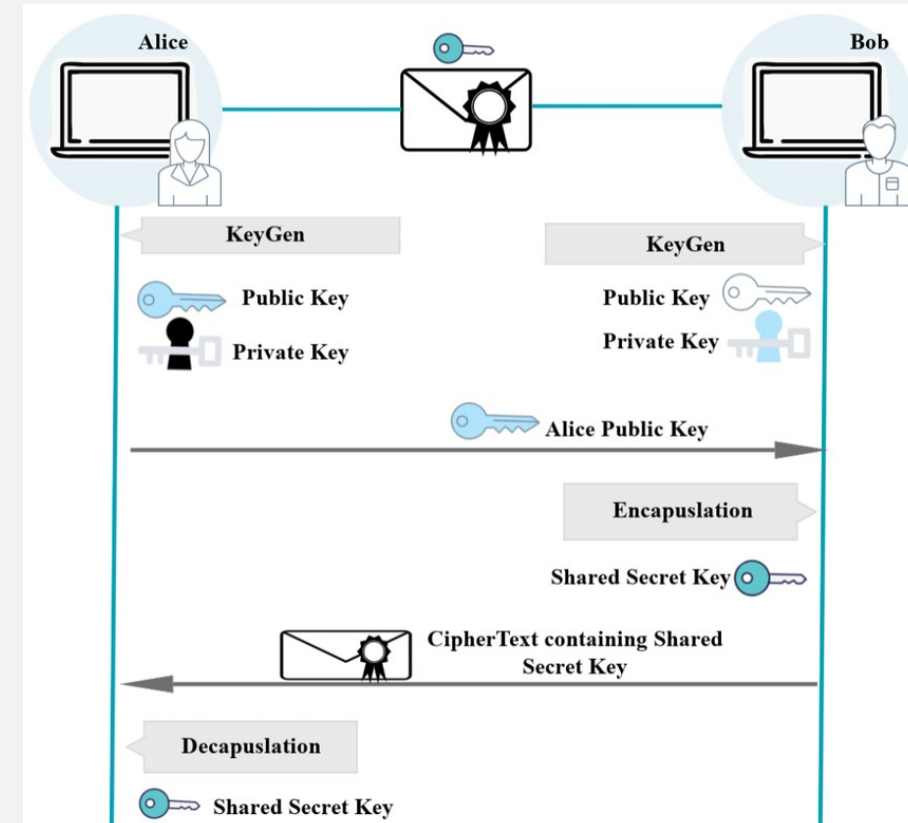 Alice
Bob
KeyGen
KeyGen
Public Key
Public Key
Private Key
Private Key
Alice Public Key
Encapuslation
Shared Secret Key
CipherText containing Shared
Secret Key
Decapuslation
Shared Secret Key